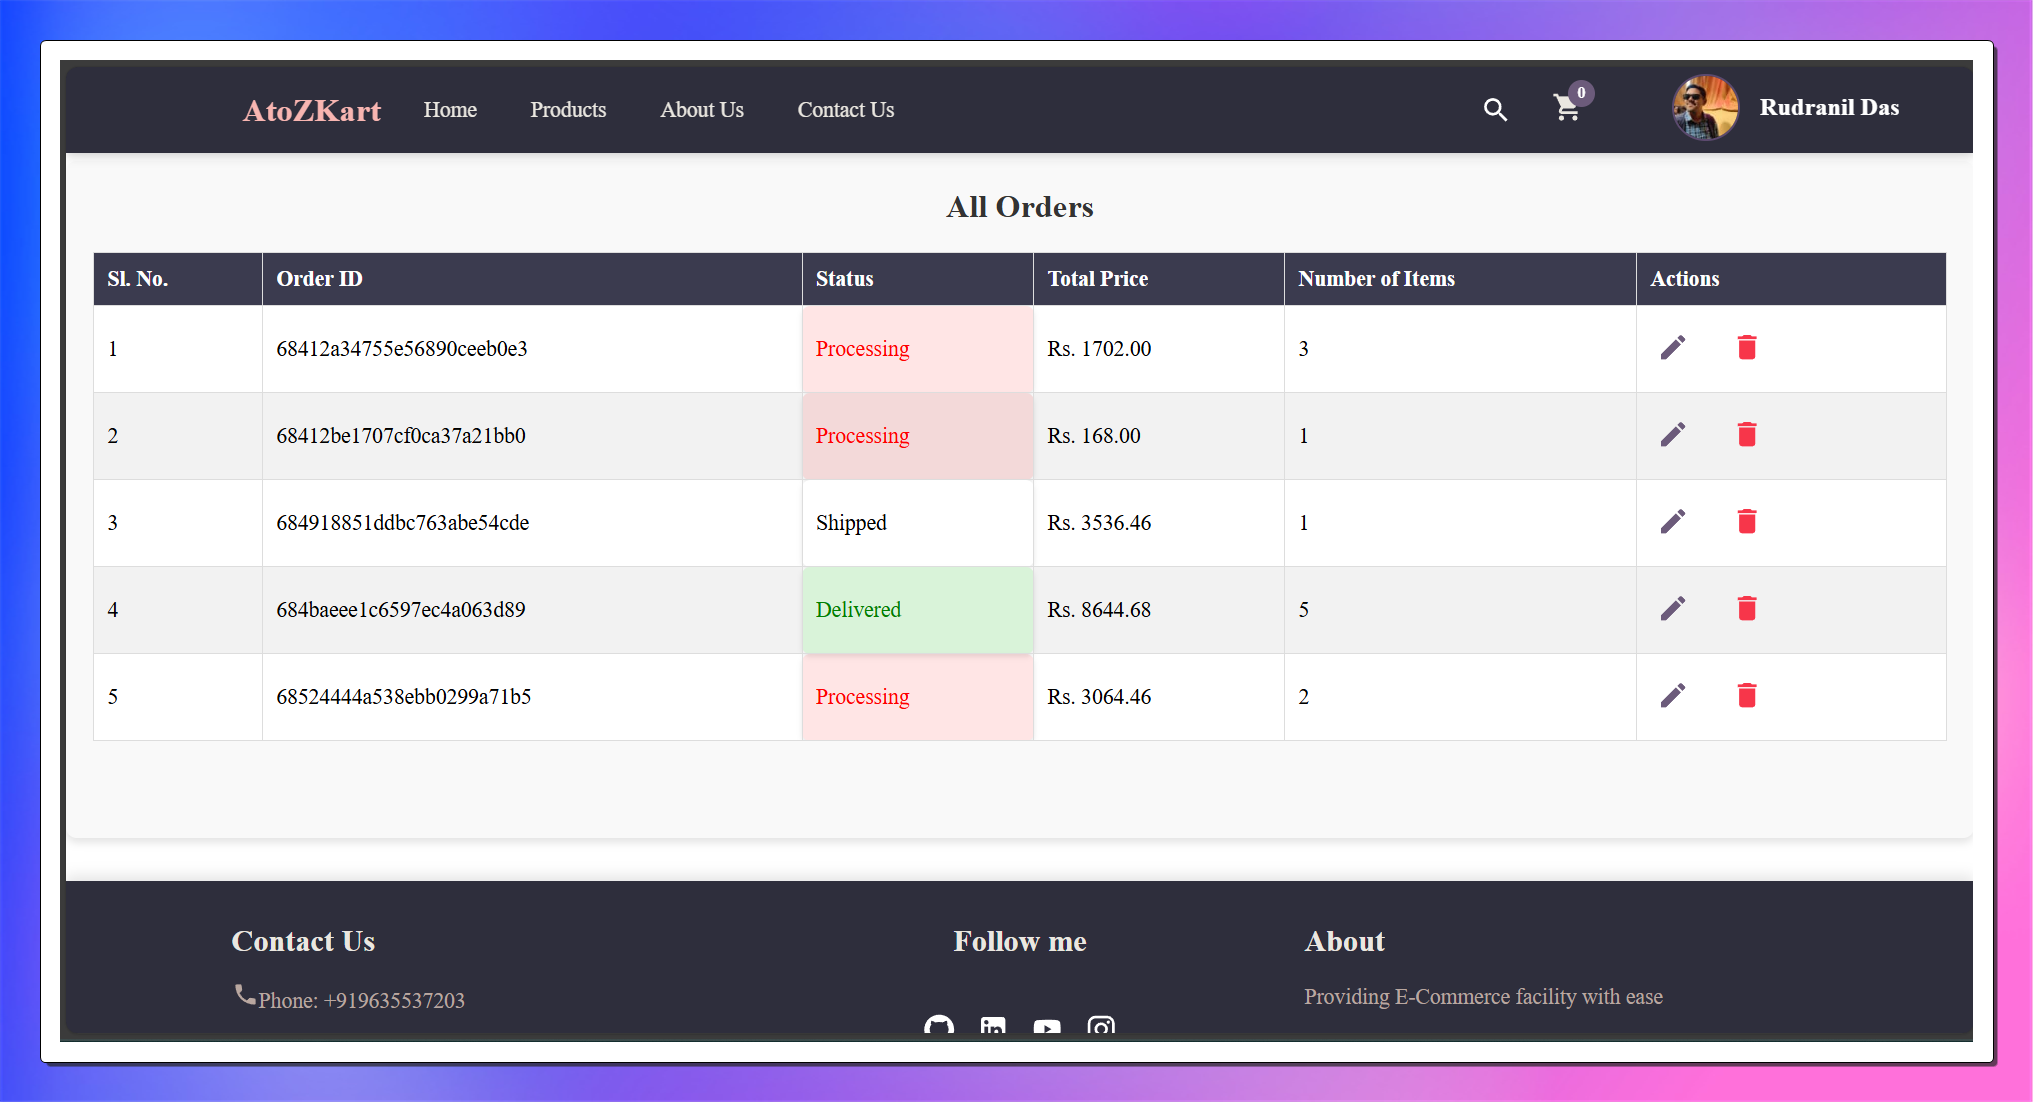 AtoZKart Home Products About Us Contact Us 0 Rudranil Das
All Orders
Sl. No. Order ID Status Total Price Number of Items Actions
1 68412a34755e56890ceeb0e3 Processing Rs. 1702.00 3
2 68412be1707cf0ca37a21bb0 Processing Rs. 168.00 1
3 684918851ddbc763abe54cde Shipped Rs. 3536.46 1
4 684baeee1c6597ec4a063d89 Delivered Rs. 8644.68 5
5 68524444a538ebb0299a71b5 Processing Rs. 3064.46 2
Contact Us Follow me About
Phone: +919635537203 Providing E-Commerce facility with ease